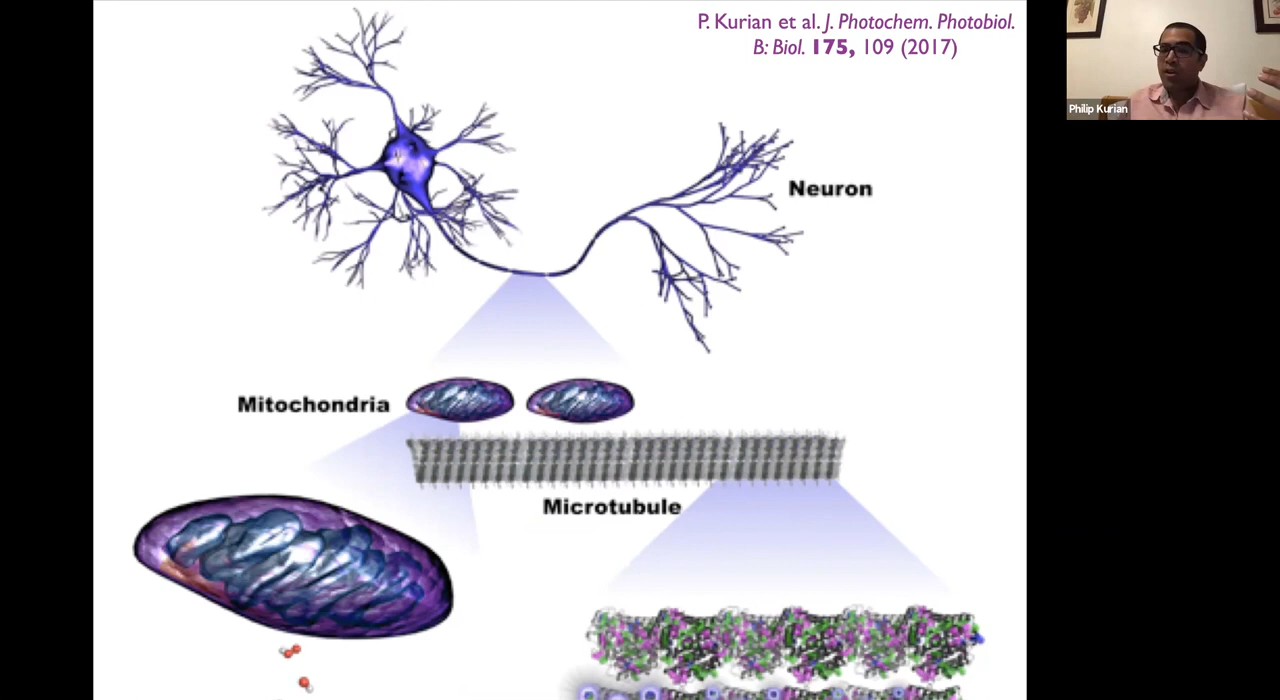 P. Kurian et al. J. Photochem. Photobiol.
B: Biol. 175, 109 (2017)
Philip Kurian
Neuron
Mitochondria
Microtubule